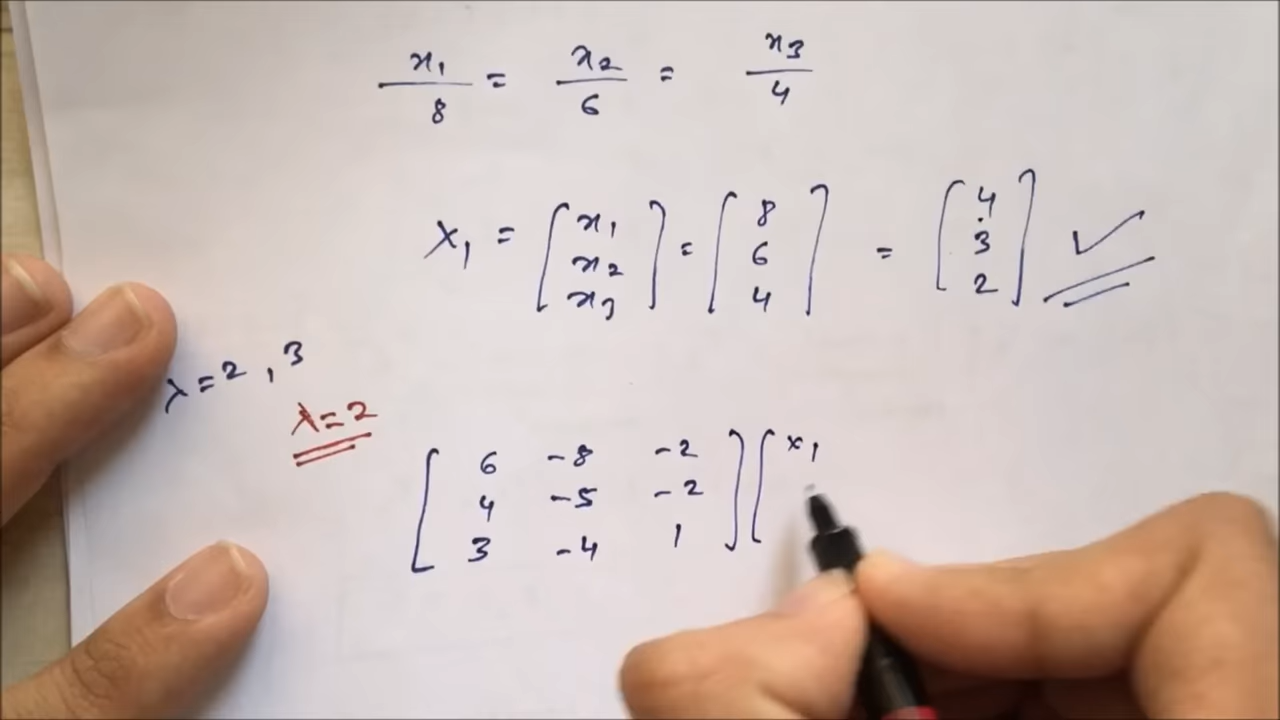 x₁/8 = x₂/6 = x₃/4
X₁ = [x₁ x₂ x₃] = [8 6 4] = [4 3 2] ✓
λ=2 , 3
λ=2
[6 -8 -2] [x₁
4 -5 -2
3 -4 1]